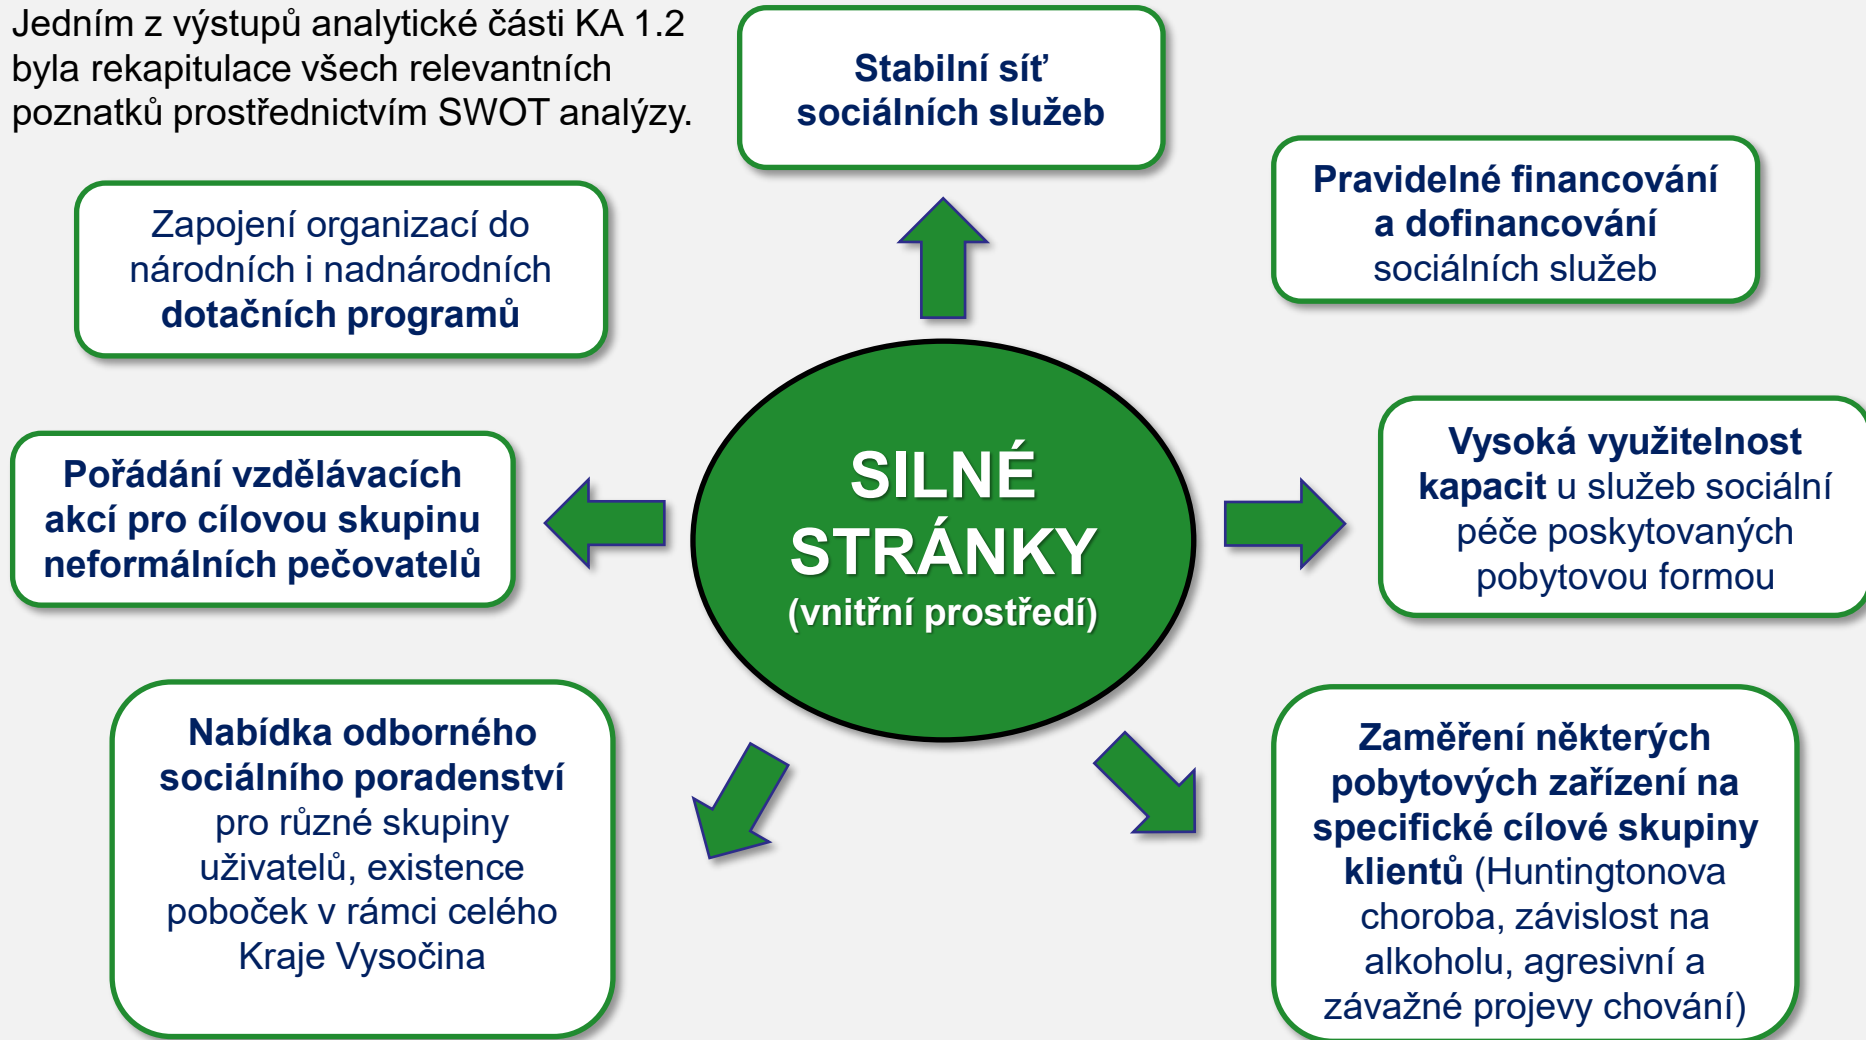 Jedním z výstupů analytické části KA 1.2
byla rekapitulace všech relevantních
poznatků prostřednictvím SWOT analýzy.
Stabilní síť
sociálních služeb
Pravidelné financování
a dofinancování
sociálních služeb
Zapojení organizací do
národních i nadnárodních
dotačních programů
SILNÉ
STRÁNKY
(vnitřní prostředí)
Pořádání vzdělávacích
akcí pro cílovou skupinu
neformálních pečovatelů
Vysoká využitelnost
kapacit u služeb sociální
péče poskytovaných
pobytovou formou
Nabídka odborného
sociálního poradenství
pro různé skupiny
uživatelů, existence
poboček v rámci celého
Kraje Vysočina
Zaměření některých
pobytových zařízení na
specifické cílové skupiny
klientů (Huntingtonova
choroba, závislost na
alkoholu, agresivní a
závažné projevy chování)